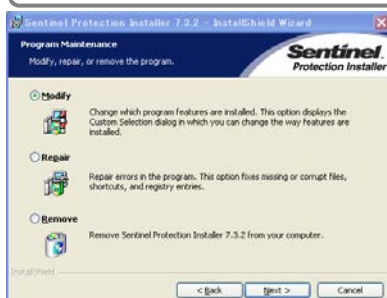 Sentinel Protection Installer 7.3.2 - InstallShield Wizard
Program Maintenance
Modify, repair, or remove the program.
Sentinel.
Protection Installer
Modify
Change which program features are installed. This option displays the
Custom Selection dialog in which you can change the way features are
installed.
Repair
Repair errors in the program. This option fixes missing or corrupt files,
shortcuts, and registry entries.
Remove
Remove Sentinel Protection Installer 7.3.2 from your computer.
InstallShield
< Back
Next >
Cancel